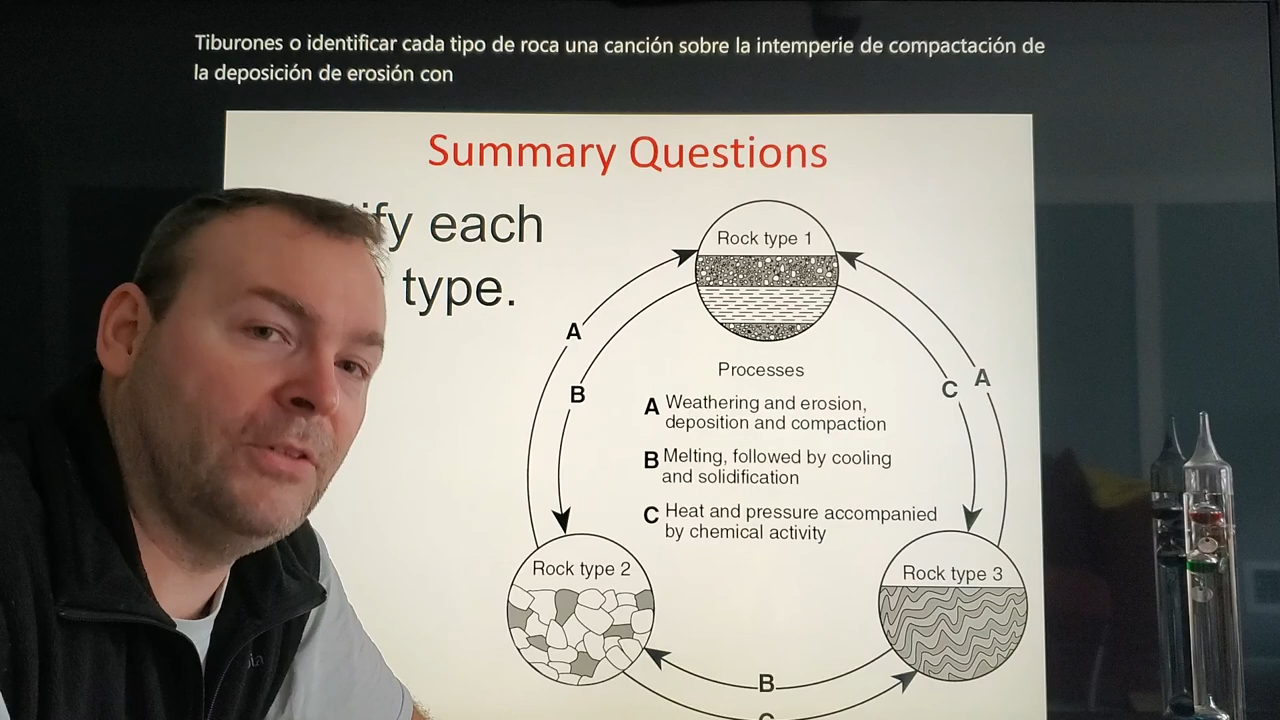 Tiburones o identificar cada tipo de roca una canción sobre la intemperie de compactación de
la deposición de erosión con
Summary Questions
ify each
type.
Rock type 1
A
B
C
A
Processes
A Weathering and erosion,
deposition and compaction
B Melting, followed by cooling
and solidification
C Heat and pressure accompanied
by chemical activity
Rock type 2
Rock type 3
B